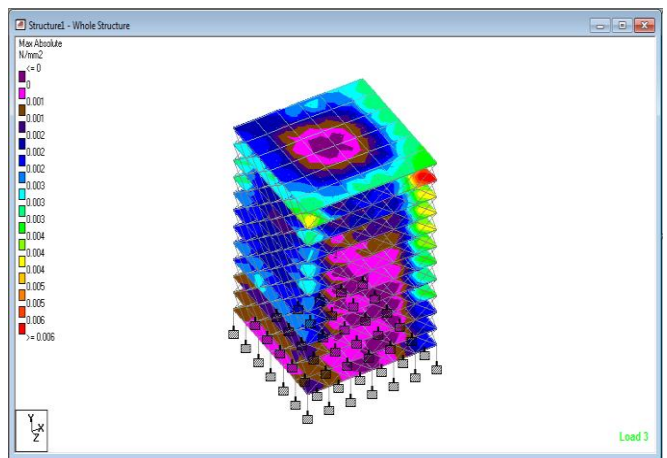 Structure1 - Whole Structure
Max Absolute
N/mm2
<= 0
0
0.001
0.001
0.002
0.002
0.002
0.003
0.003
0.003
0.004
0.004
0.004
0.005
0.005
0.006
>= 0.006
Y
X
Z
Load 3